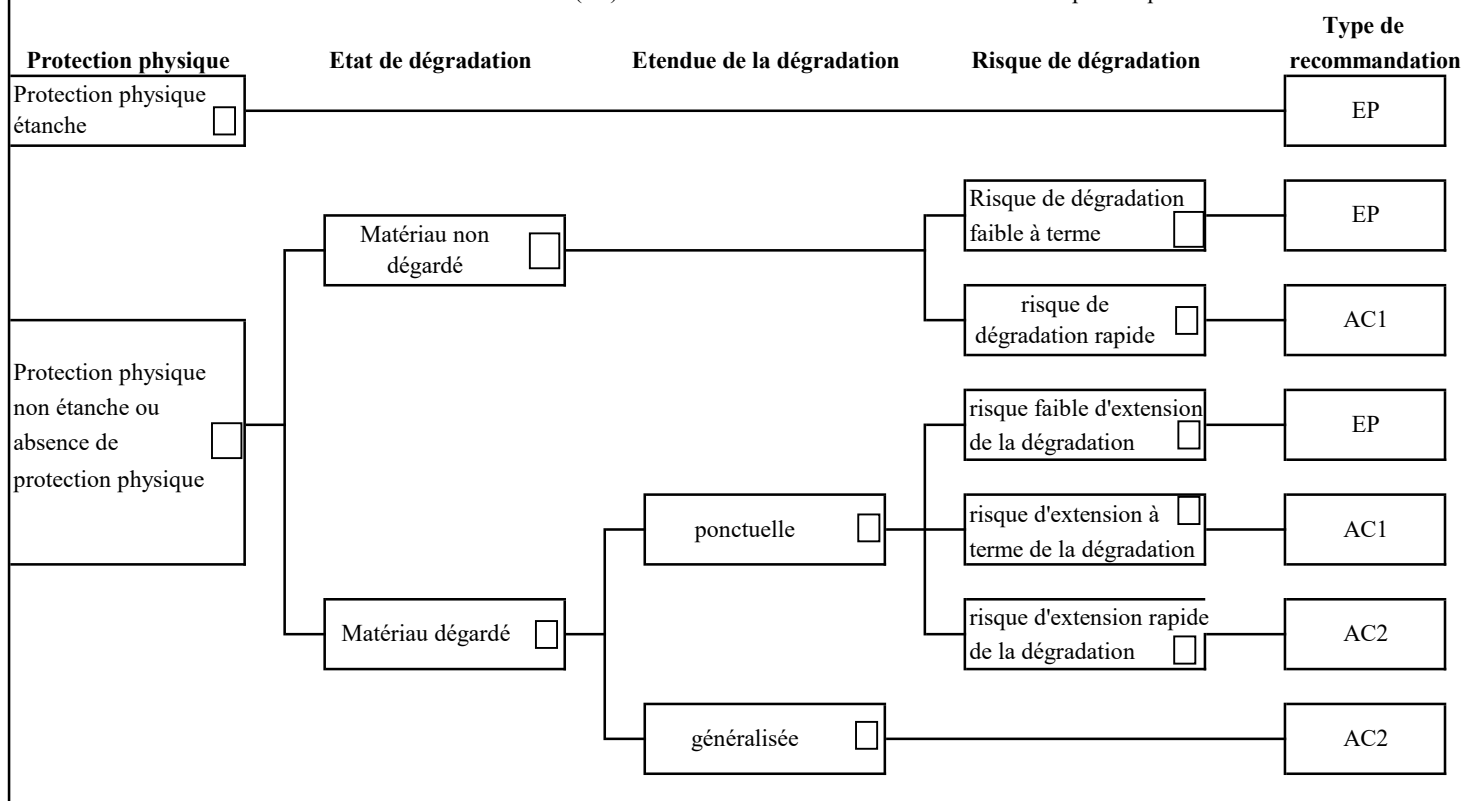 Type de
Protection physique Etat de dégradation Etendue de la dégradation Risque de dégradation recommandation
Protection physique
étanche
EP
Risque de dégradation
faible à terme
EP
Matériau non
dégardé
risque de
dégradation rapide
AC1
Protection physique
non étanche ou
absence de
protection physique
risque faible d'extension
de la dégradation
EP
ponctuelle
risque d'extension à
terme de la dégradation
AC1
Matériau dégardé
risque d'extension rapide
de la dégradation
AC2
généralisée
AC2